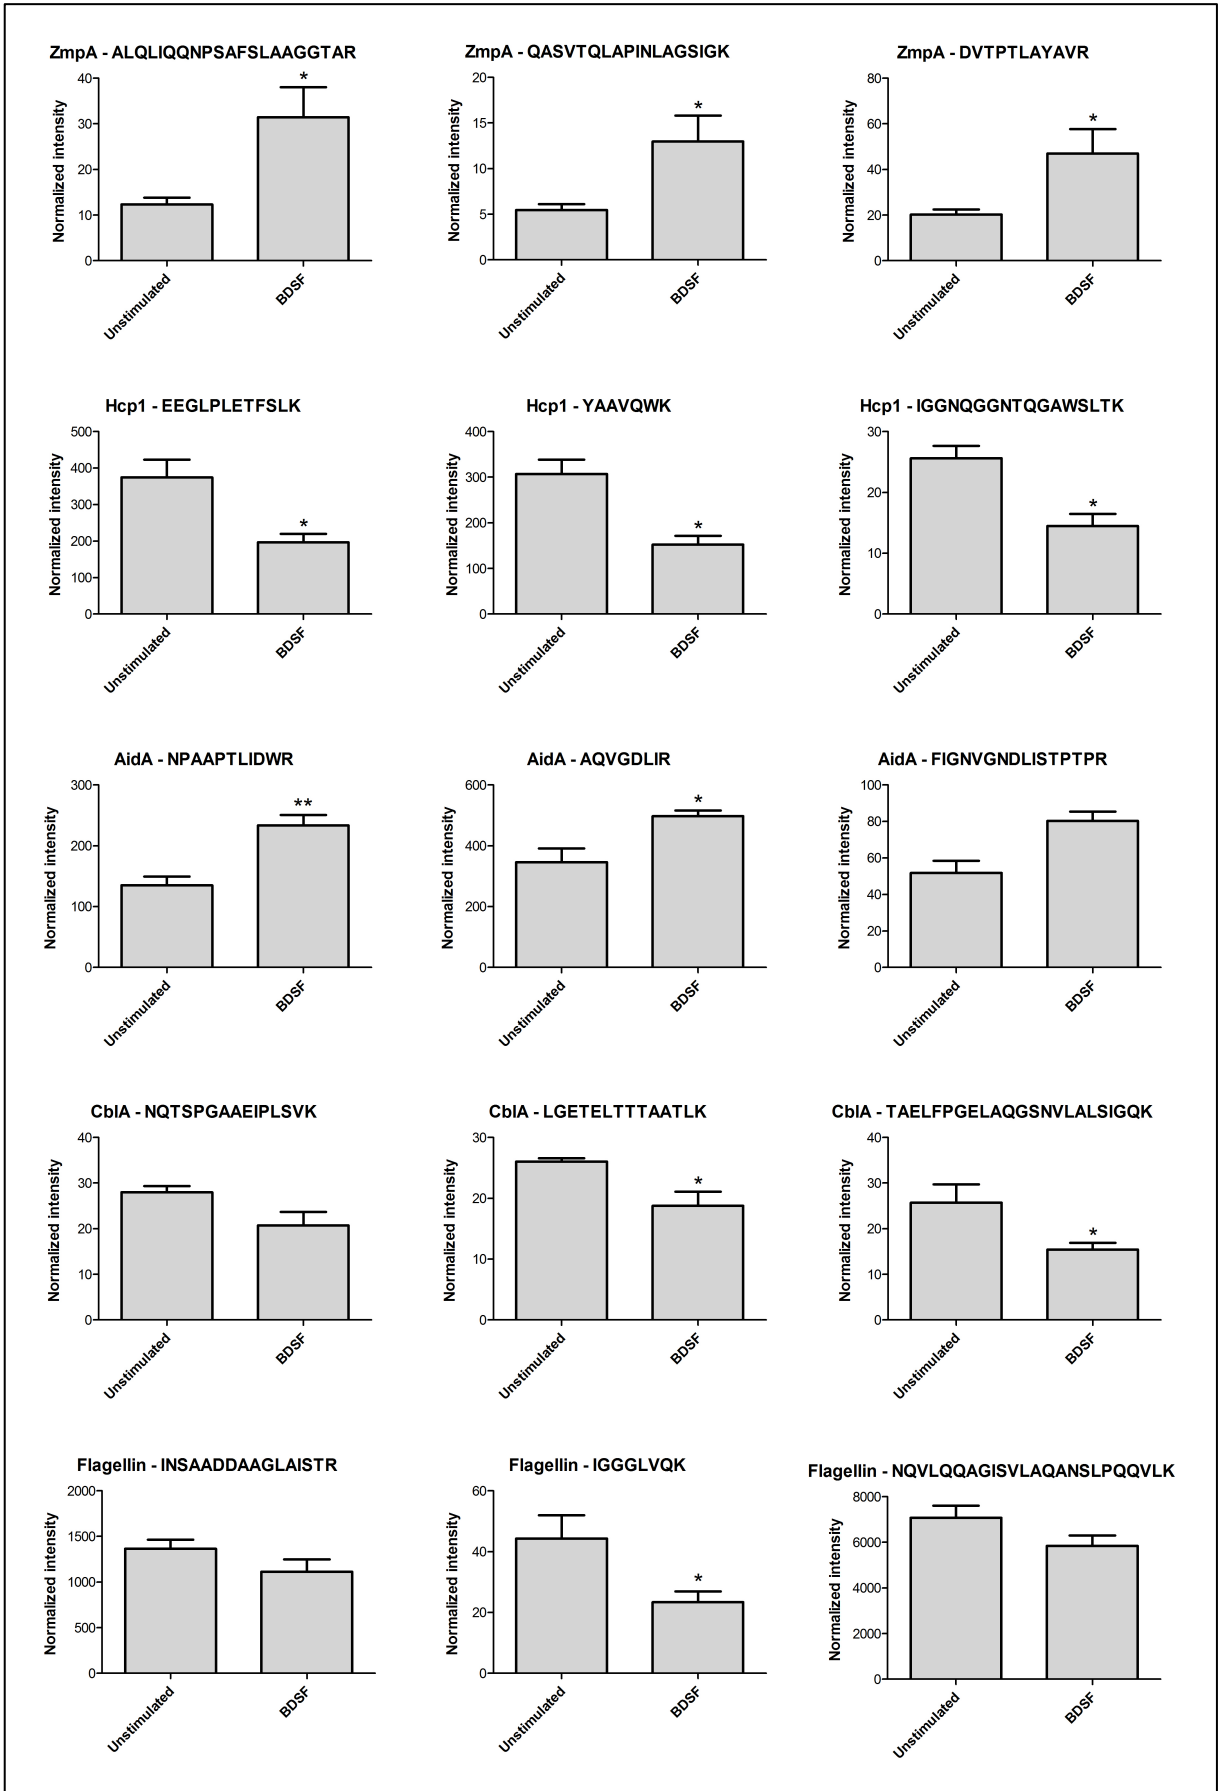 ZmpA - ALQLIQQNPSAFSLAAGGTAR
Normalized intensity
40
30
20
10
0
*
Unstimulated
BDSF
ZmpA - QASVTQLAPINLAGSIGK
Normalized intensity
20
15
10
5
0
*
Unstimulated
BDSF
ZmpA - DVTPTLAYAVR
Normalized intensity
80
60
40
20
0
*
Unstimulated
BDSF
Hcp1 - EEGLPLETFSLK
Normalized intensity
500
400
300
200
100
0
*
Unstimulated
BDSF
Hcp1 - YAAVQWK
Normalized intensity
400
300
200
100
0
*
Unstimulated
BDSF
Hcp1 - IGGNQGGNTQGAWSLTK
Normalized intensity
30
20
10
0
*
Unstimulated
BDSF
AidA - NPAAPTLIDWR
Normalized intensity
300
200
100
0
**
Unstimulated
BDSF
AidA - AQVGDLIR
Normalized intensity
600
400
200
0
*
Unstimulated
BDSF
AidA - FIGNVGNDLISTPTPR
Normalized intensity
100
80
60
40
20
0
Unstimulated
BDSF
CblA - NQTSPGAAEIPLSVK
Normalized intensity
40
30
20
10
0
Unstimulated
BDSF
CblA - LGETELTTTAATLK
Normalized intensity
30
20
10
0
*
Unstimulated
BDSF
CblA - TAELFPGELAQGSNVLALSIGQK
Normalized intensity
40
30
20
10
0
*
Unstimulated
BDSF
Flagellin - INSAADDAAGLAISTR
Normalized intensity
2000
1500
1000
500
0
Unstimulated
BDSF
Flagellin - IGGGLVQK
Normalized intensity
60
40
20
0
*
Unstimulated
BDSF
Flagellin - NQVLQQAGISVLAQANSLPQQVLK
Normalized intensity
8000
6000
4000
2000
0
Unstimulated
BDSF